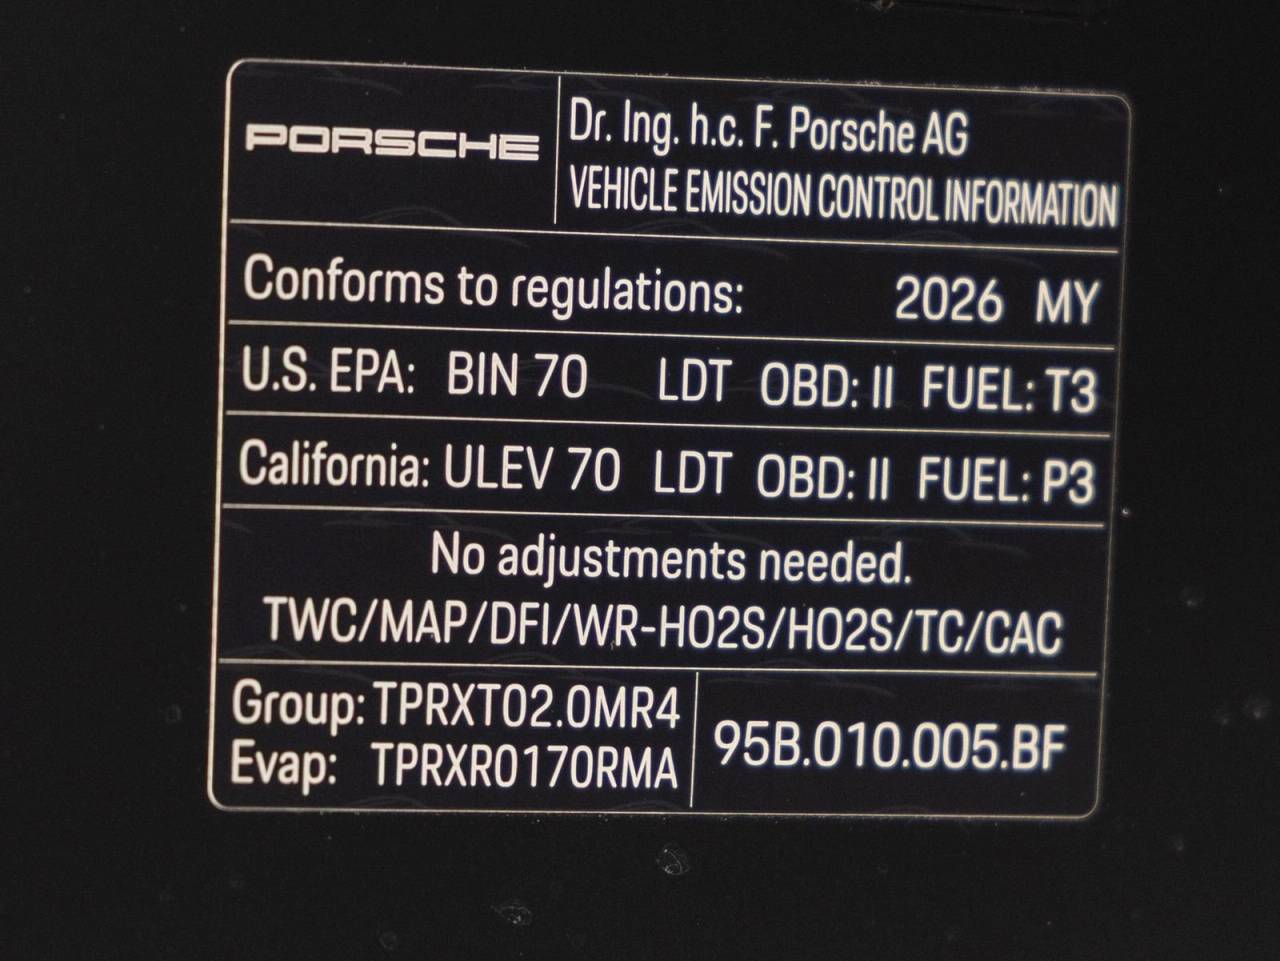 PORSCHE
Dr. Ing. h.c. F. Porsche AG
VEHICLE EMISSION CONTROL INFORMATION
Conforms to regulations: 2026 MY
U.S. EPA: BIN 70 LDT OBD: II FUEL: T3
California: ULEV 70 LDT OBD: II FUEL: P3
No adjustments needed.
TWC/MAP/DFI/WR-HO2S/HO2S/TC/CAC
Group: TPRXT02.0MR4
Evap: TPRXR0170RMA
95B.010.005.BF